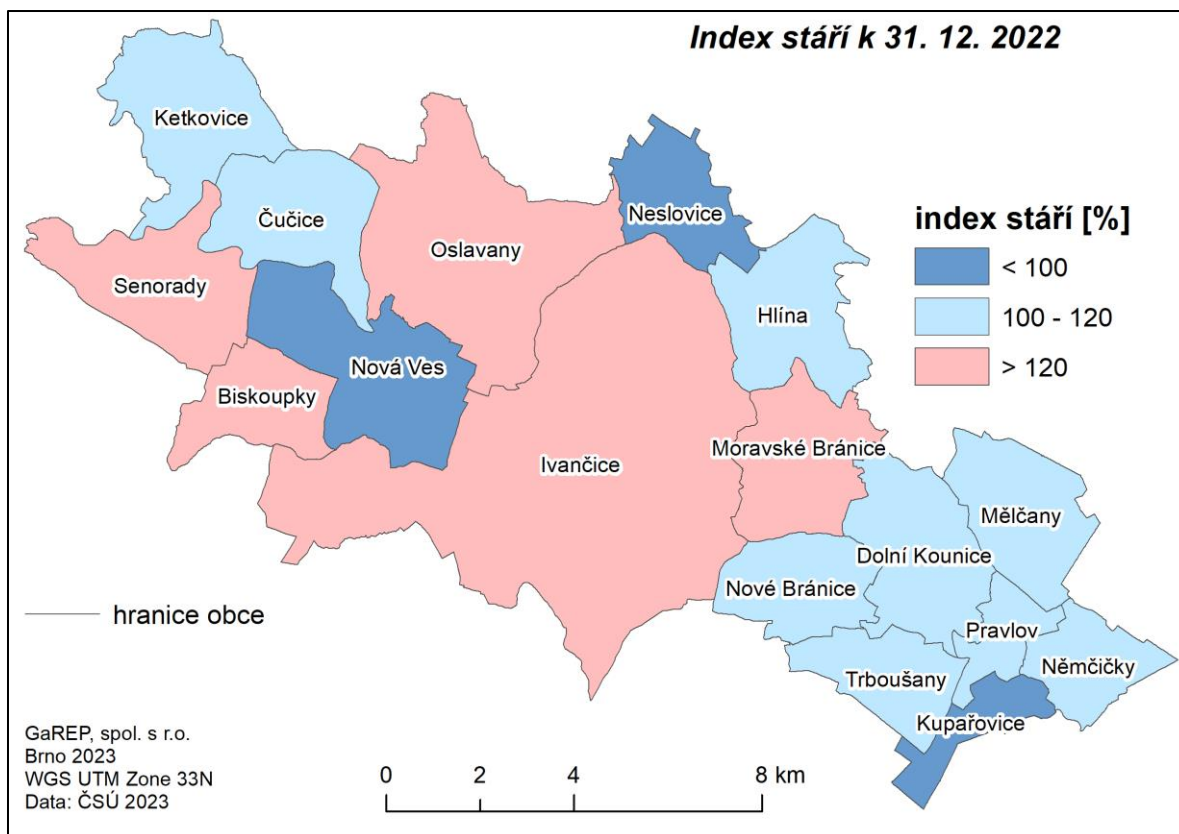 Index stáří k 31. 12. 2022
Ketkovice
Neslovice
Čučice
Oslavany
index stáří [%]
< 100
Senorady
100 - 120
Hlína
Nová Ves
> 120
Biskoupky
Moravské Bránice
Ivančice
Mělčany
Dolní Kounice
Nové Bránice
hranice obce
Pravlov
Němčičky
Trboušany
Kupařovice
GaREP, spol. s r.o.
Brno 2023
WGS UTM Zone 33N
Data: ČSÚ 2023
0 2 4 8 km